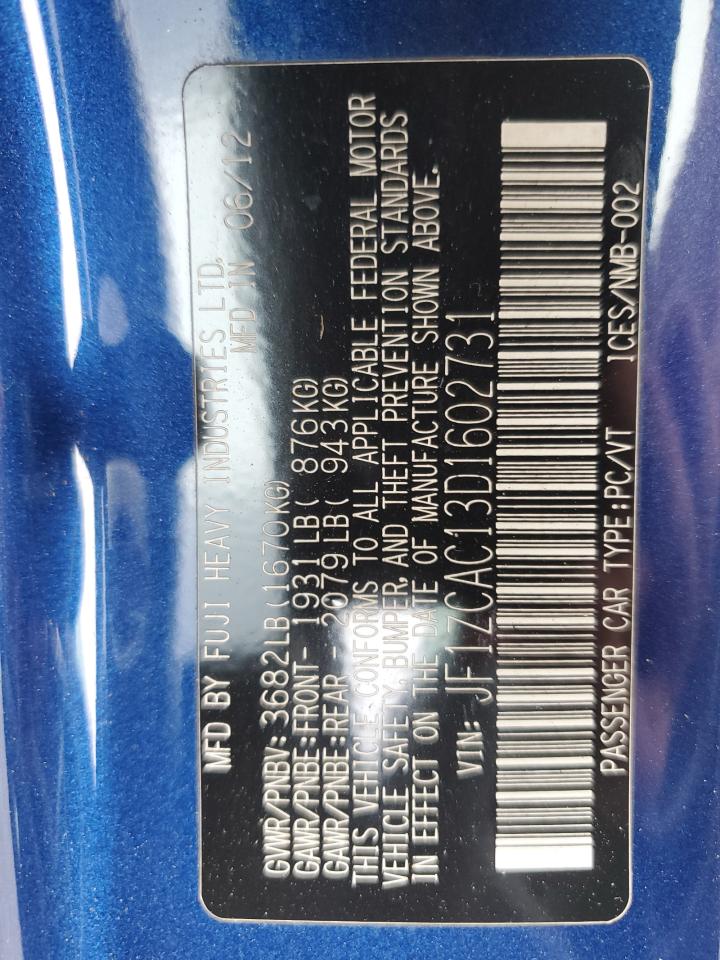 MFD BY FUJI HEAVY INDUSTRIES LTD.
MFD IN 06/12
GVWR/PNBV: 3682LB(1670KG)
GAWR/PNBE:FRONT- 1931LB( 876KG)
GAWR/PNBE:REAR - 2079LB( 943KG)
THIS VEHICLE CONFORMS TO ALL APPLICABLE FEDERAL MOTOR
VEHICLE SAFETY, BUMPER, AND THEFT PREVENTION STANDARDS
IN EFFECT ON THE DATE OF MANUFACTURE SHOWN ABOVE.
VIN: JF1ZCAC13D1602731
PASSENGER CAR TYPE:PC/VT ICES/NMB-002